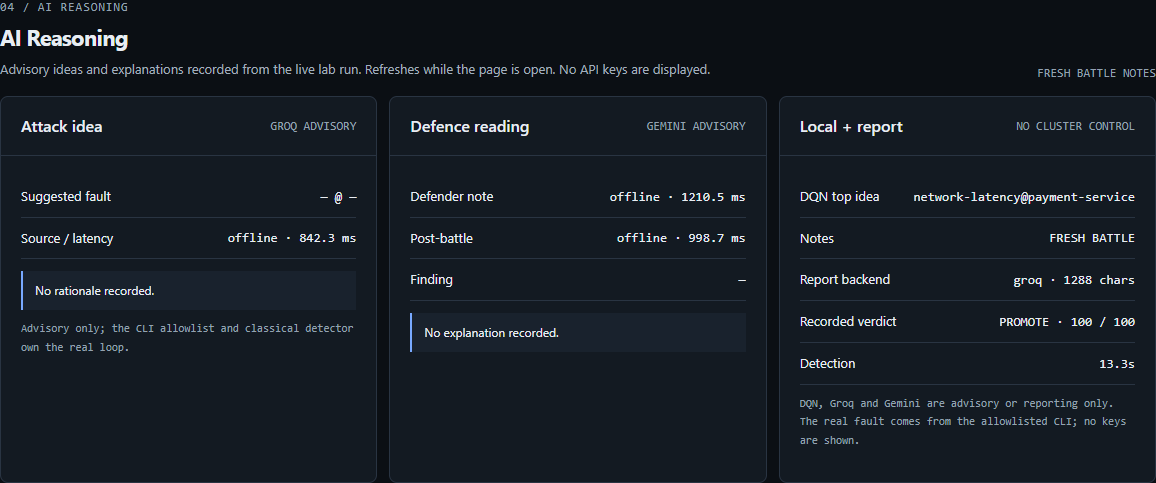 04 / AI REASONING
AI Reasoning
Advisory ideas and explanations recorded from the live lab run. Refreshes while the page is open. No API keys are displayed.
FRESH BATTLE NOTES
Attack idea
GROQ ADVISORY
Suggested fault
— @ —
Source / latency
offline · 842.3 ms
No rationale recorded.
Advisory only; the CLI allowlist and classical detector
own the real loop.
Defence reading
GEMINI ADVISORY
Defender note
offline · 1210.5 ms
Post-battle
offline · 998.7 ms
Finding
—
No explanation recorded.
Local + report
NO CLUSTER CONTROL
DQN top idea
network-latency@payment-service
Notes
FRESH BATTLE
Report backend
groq · 1288 chars
Recorded verdict
PROMOTE · 100 / 100
Detection
13.3s
DQN, Groq and Gemini are advisory or reporting only.
The real fault comes from the allowlisted CLI; no keys
are shown.